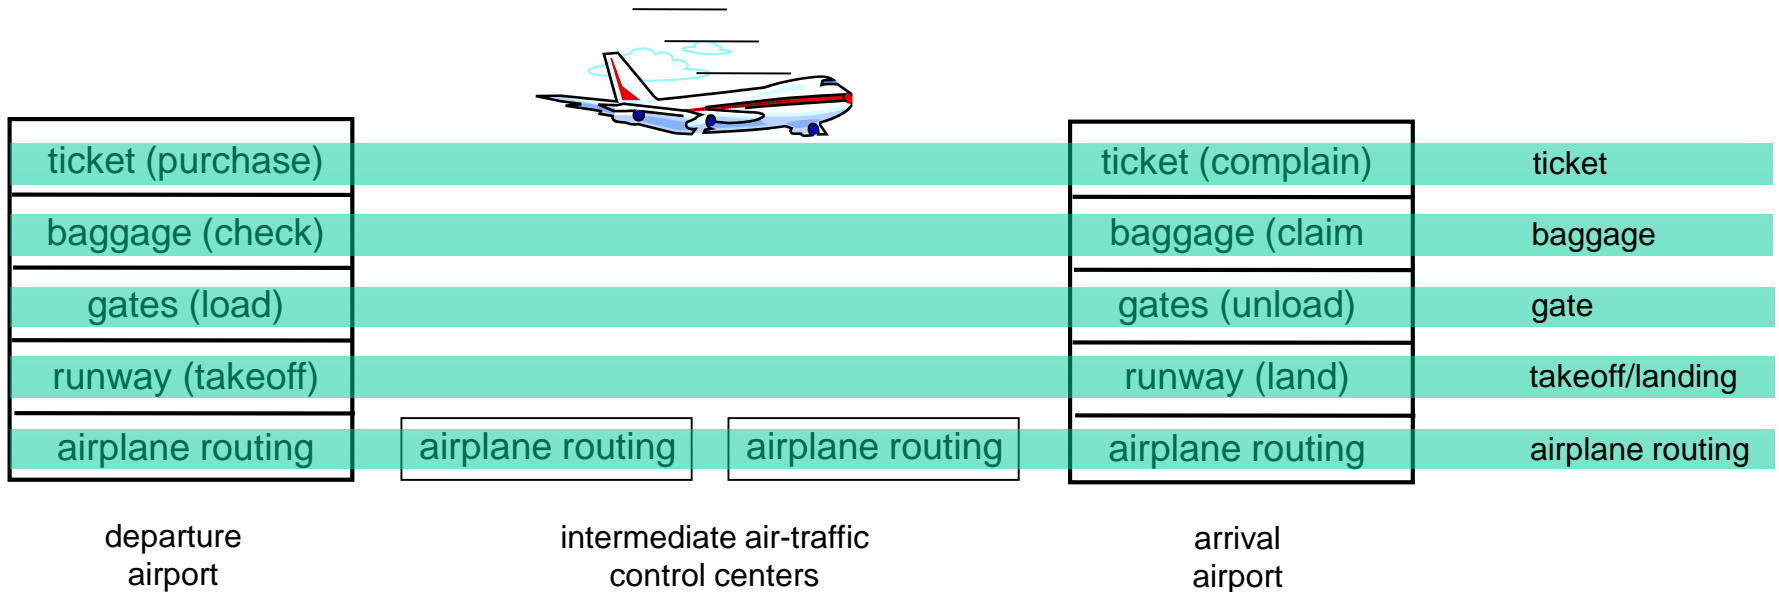 ticket (purchase) ticket (complain) ticket
baggage (check) baggage (claim baggage
gates (load) gates (unload) gate
runway (takeoff) runway (land) takeoff/landing
airplane routing airplane routing airplane routing airplane routing airplane routing
departure
airport
intermediate air-traffic
control centers
arrival
airport